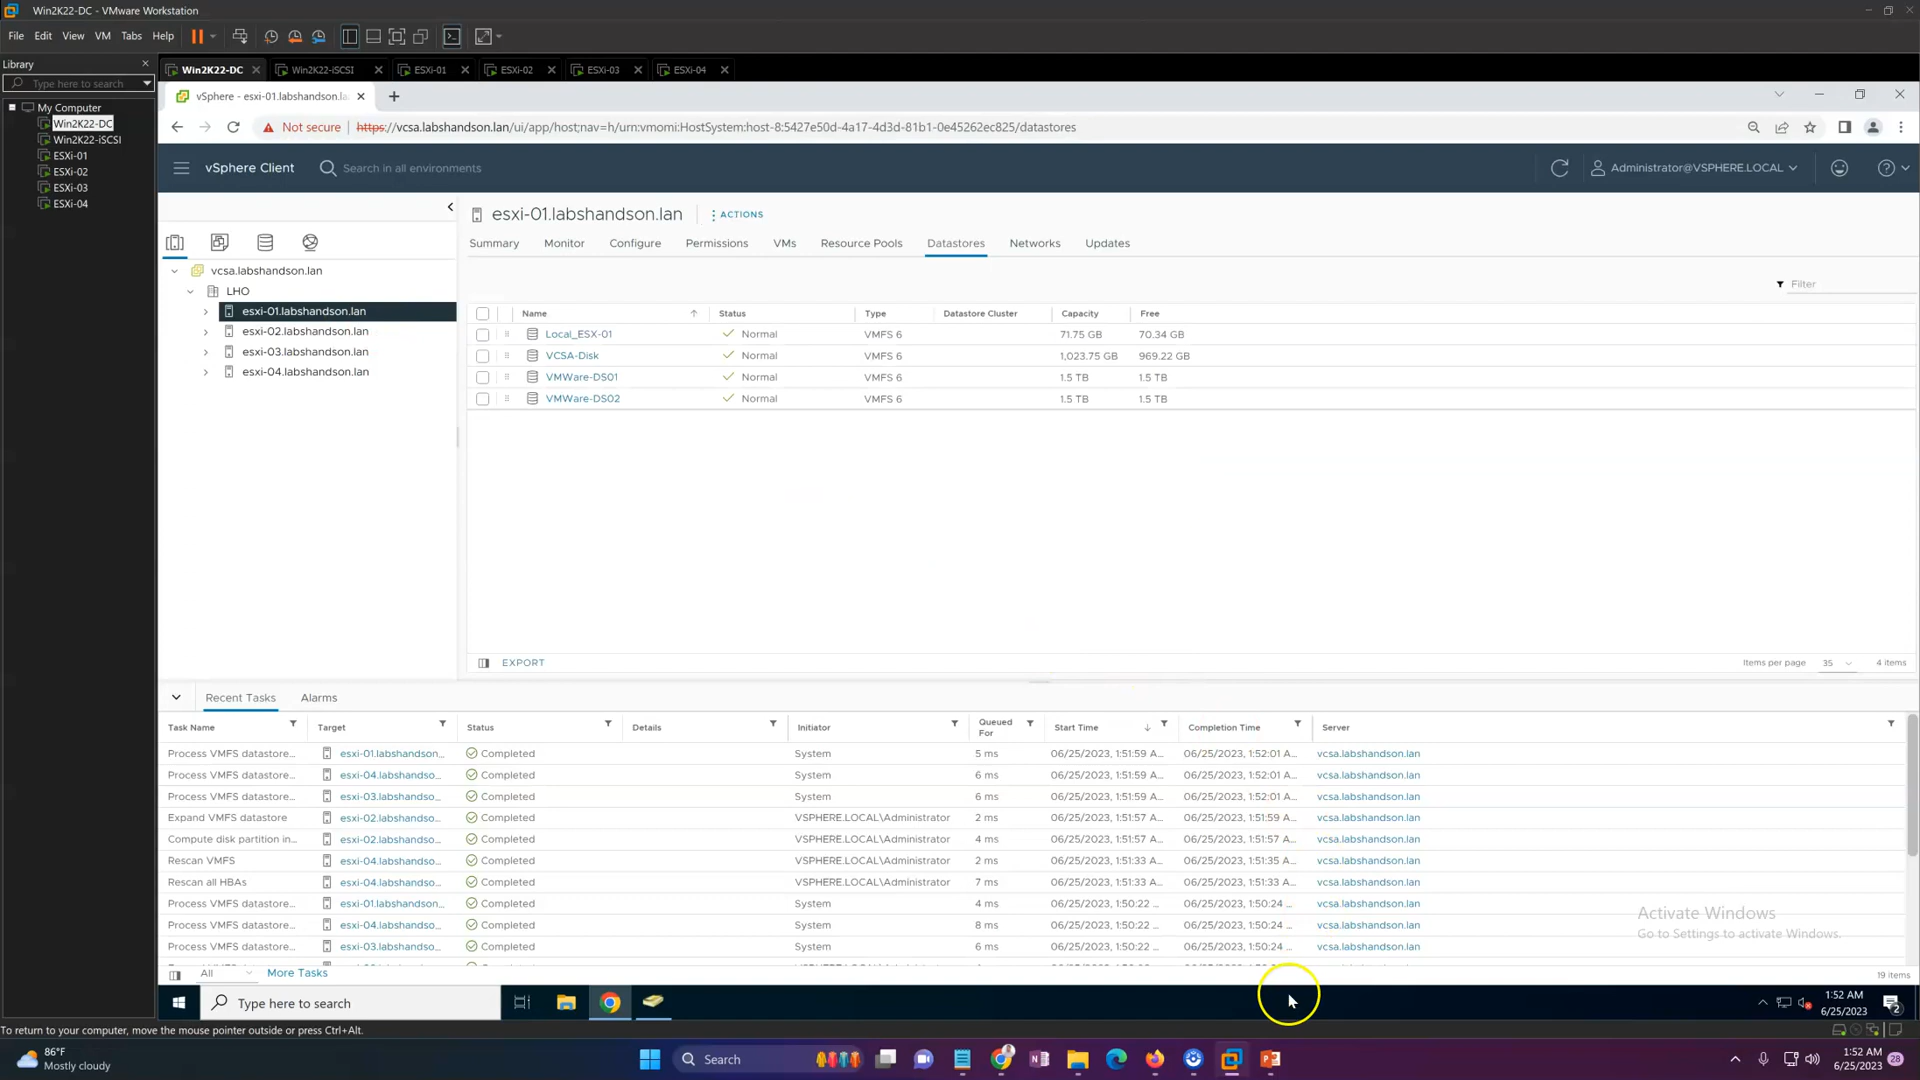 Win2K22-DC - VMware Workstation
File Edit View VM Tabs Help
Library
Type here to search
My Computer
Win2K22-DC
Win2K22-iSCSI
ESXi-01
ESXi-02
ESXi-03
ESXi-04
Win2K22-DC Win2K22-iSCSI ESXi-01 ESXi-02 ESXi-03 ESXi-04
vSphere - esxi-01.labshandson.la
Not secure https://vcsa.labshandson.lan/ui/app/host;nav=h/urn:vmomi:HostSystem:host-8:5427e50d-4a17-4d3d-81b1-0e45262ec825/datastores
vSphere Client Search in all environments Administrator@VSPHERE.LOCAL
vcsa.labshandson.lan
LHO
esxi-01.labshandson.lan
esxi-02.labshandson.lan
esxi-03.labshandson.lan
esxi-04.labshandson.lan
esxi-01.labshandson.lan ACTIONS
Summary Monitor Configure Permissions VMs Resource Pools Datastores Networks Updates
Filter
Name Status Type Datastore Cluster Capacity Free
Local_ESX-01 Normal VMFS 6 71.75 GB 70.34 GB
VCSA-Disk Normal VMFS 6 1,023.75 GB 969.22 GB
VMWare-DS01 Normal VMFS 6 1.5 TB 1.5 TB
VMWare-DS02 Normal VMFS 6 1.5 TB 1.5 TB
EXPORT Items per page 35 4 items
Recent Tasks Alarms
Task Name Target Status Details Initiator Queued For Start Time Completion Time Server
Process VMFS datastore... esxi-01.labshandson... Completed System 5 ms 06/25/2023, 1:51:59 A... 06/25/2023, 1:52:01 A... vcsa.labshandson.lan
Process VMFS datastore... esxi-04.labshandso... Completed System 6 ms 06/25/2023, 1:51:59 A... 06/25/2023, 1:52:01 A... vcsa.labshandson.lan
Process VMFS datastore... esxi-03.labshandso... Completed System 6 ms 06/25/2023, 1:51:59 A... 06/25/2023, 1:52:01 A... vcsa.labshandson.lan
Expand VMFS datastore esxi-02.labshandso... Completed VSPHERE.LOCAL\Administrator 2 ms 06/25/2023, 1:51:57 A... 06/25/2023, 1:51:59 A... vcsa.labshandson.lan
Compute disk partition in... esxi-02.labshandso... Completed VSPHERE.LOCAL\Administrator 4 ms 06/25/2023, 1:51:57 A... 06/25/2023, 1:51:57 A... vcsa.labshandson.lan
Rescan VMFS esxi-04.labshandso... Completed VSPHERE.LOCAL\Administrator 2 ms 06/25/2023, 1:51:33 A... 06/25/2023, 1:51:35 A... vcsa.labshandson.lan
Rescan all HBAs esxi-04.labshandso... Completed VSPHERE.LOCAL\Administrator 7 ms 06/25/2023, 1:51:33 A... 06/25/2023, 1:51:33 A... vcsa.labshandson.lan
Process VMFS datastore... esxi-01.labshandson... Completed System 4 ms 06/25/2023, 1:50:22 ... 06/25/2023, 1:50:24 ... vcsa.labshandson.lan
Process VMFS datastore... esxi-04.labshandso... Completed System 8 ms 06/25/2023, 1:50:22 ... 06/25/2023, 1:50:24 ... vcsa.labshandson.lan
Process VMFS datastore... esxi-03.labshandso... Completed System 6 ms 06/25/2023, 1:50:22 ... 06/25/2023, 1:50:24 ... vcsa.labshandson.lan
Activate Windows
Go to Settings to activate Windows.
All More Tasks 19 items
Type here to search 1:52 AM
6/25/2023 2
To return to your computer, move the mouse pointer outside or press Ctrl+Alt.
86°F
Mostly cloudy
Search
1:52 AM
6/25/2023 28